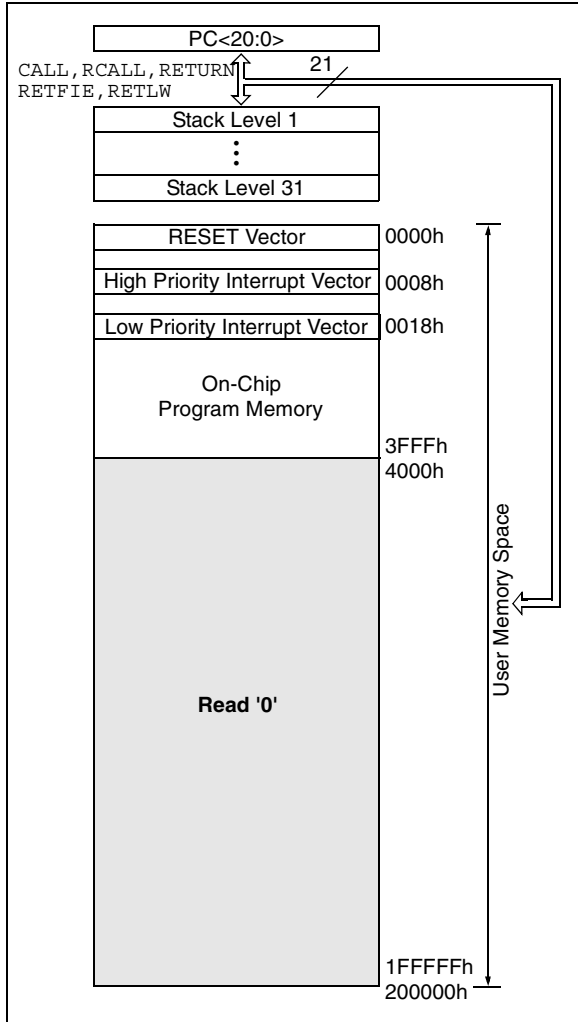 PC<20:0>
CALL,RCALL,RETURN
RETFIE,RETLW
21
Stack Level 1
Stack Level 31
RESET Vector
0000h
High Priority Interrupt Vector
0008h
Low Priority Interrupt Vector
0018h
On-Chip
Program Memory
3FFFh
4000h
User Memory Space
Read '0'
1FFFFFh
200000h